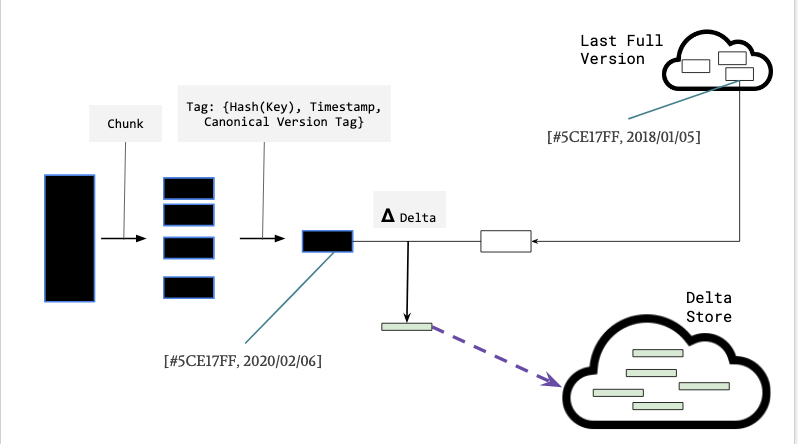 Last Full
Version
Chunk
Tag: {Hash(Key), Timestamp,
Canonical Version Tag}
[#5CE17FF, 2018/01/05]
Δ Delta
Delta
Store
[#5CE17FF, 2020/02/06]